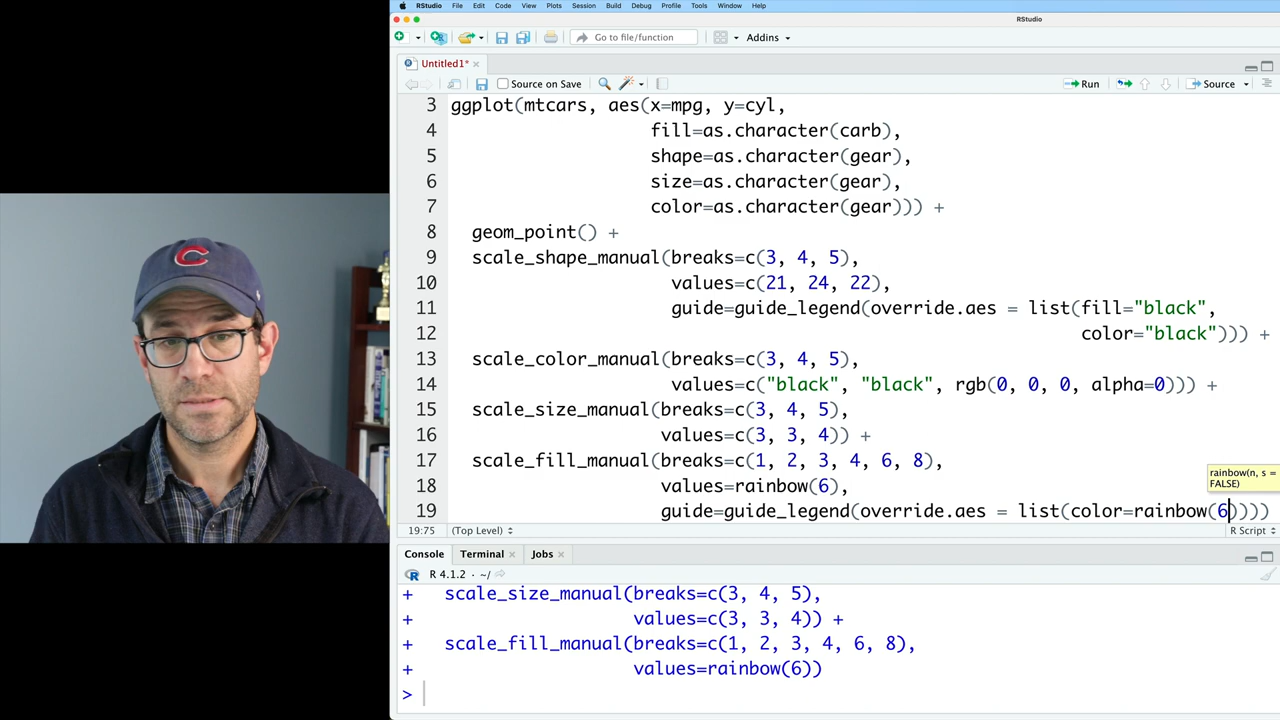 RStudio File Edit Code View Plots Session Build Debug Profile Tools Window Help
RStudio
Go to file/function
Addins
Untitled1*
Source on Save
Run
Source
3 ggplot(mtcars, aes(x=mpg, y=cyl,
4 fill=as.character(carb),
5 shape=as.character(gear),
6 size=as.character(gear),
7 color=as.character(gear))) +
8 geom_point() +
9 scale_shape_manual(breaks=c(3, 4, 5),
10 values=c(21, 24, 22),
11 guide=guide_legend(override.aes = list(fill="black",
12 color="black"))) +
13 scale_color_manual(breaks=c(3, 4, 5),
14 values=c("black", "black", rgb(0, 0, 0, alpha=0))) +
15 scale_size_manual(breaks=c(3, 4, 5),
16 values=c(3, 3, 4)) +
17 scale_fill_manual(breaks=c(1, 2, 3, 4, 6, 8),
rainbow(n, s =
FALSE)
18 values=rainbow(6),
19 guide=guide_legend(override.aes = list(color=rainbow(6))))
19:75 (Top Level) R Script
Console Terminal Jobs
R 4.1.2 · ~/
+ scale_size_manual(breaks=c(3, 4, 5),
+ values=c(3, 3, 4)) +
+ scale_fill_manual(breaks=c(1, 2, 3, 4, 6, 8),
+ values=rainbow(6))
>
C